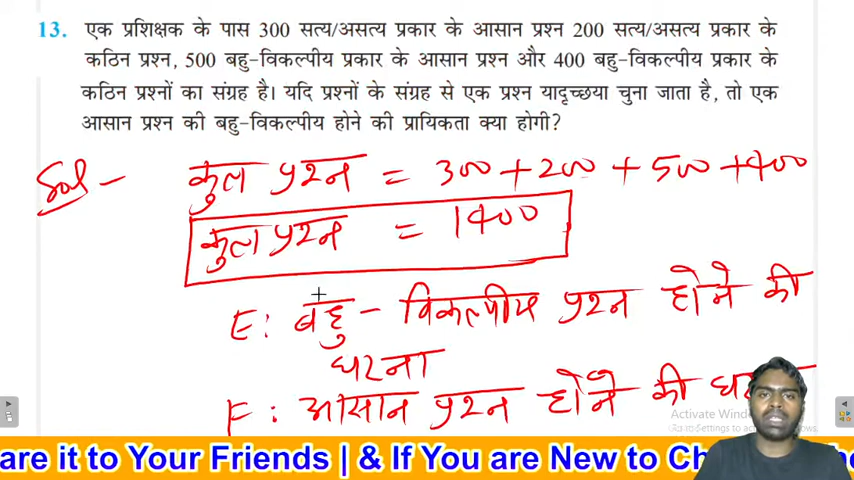 13. एक प्रशिक्षक के पास 300 सत्य/असत्य प्रकार के आसान प्रश्न 200 सत्य/असत्य प्रकार के
कठिन प्रश्न, 500 बहु-विकल्पीय प्रकार के आसान प्रश्न और 400 बहु-विकल्पीय प्रकार के
कठिन प्रश्नों का संग्रह है। यदि प्रश्नों के संग्रह से एक प्रश्न यादृच्छया चुना जाता है, तो एक
आसान प्रश्न की बहु-विकल्पीय होने की प्रायिकता क्या होगी?
Sol - कुल प्रश्न = 300 + 200 + 500 + 400
कुल प्रश्न = 1400
E: बहु - विकल्पीय प्रश्न होने की
घटना
F: आसान प्रश्न होने की
Activate Wind
are it to Your Friends | & If You are New to Ch